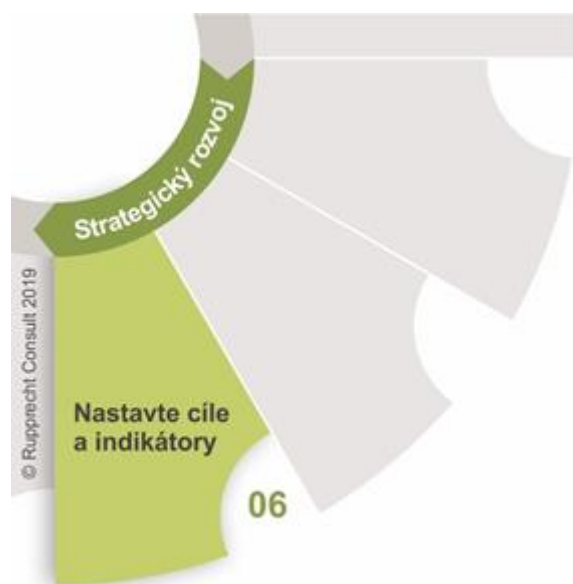 Strategický rozvoj
© Rupprecht Consult 2019
Nastavte cíle
a indikátory
06